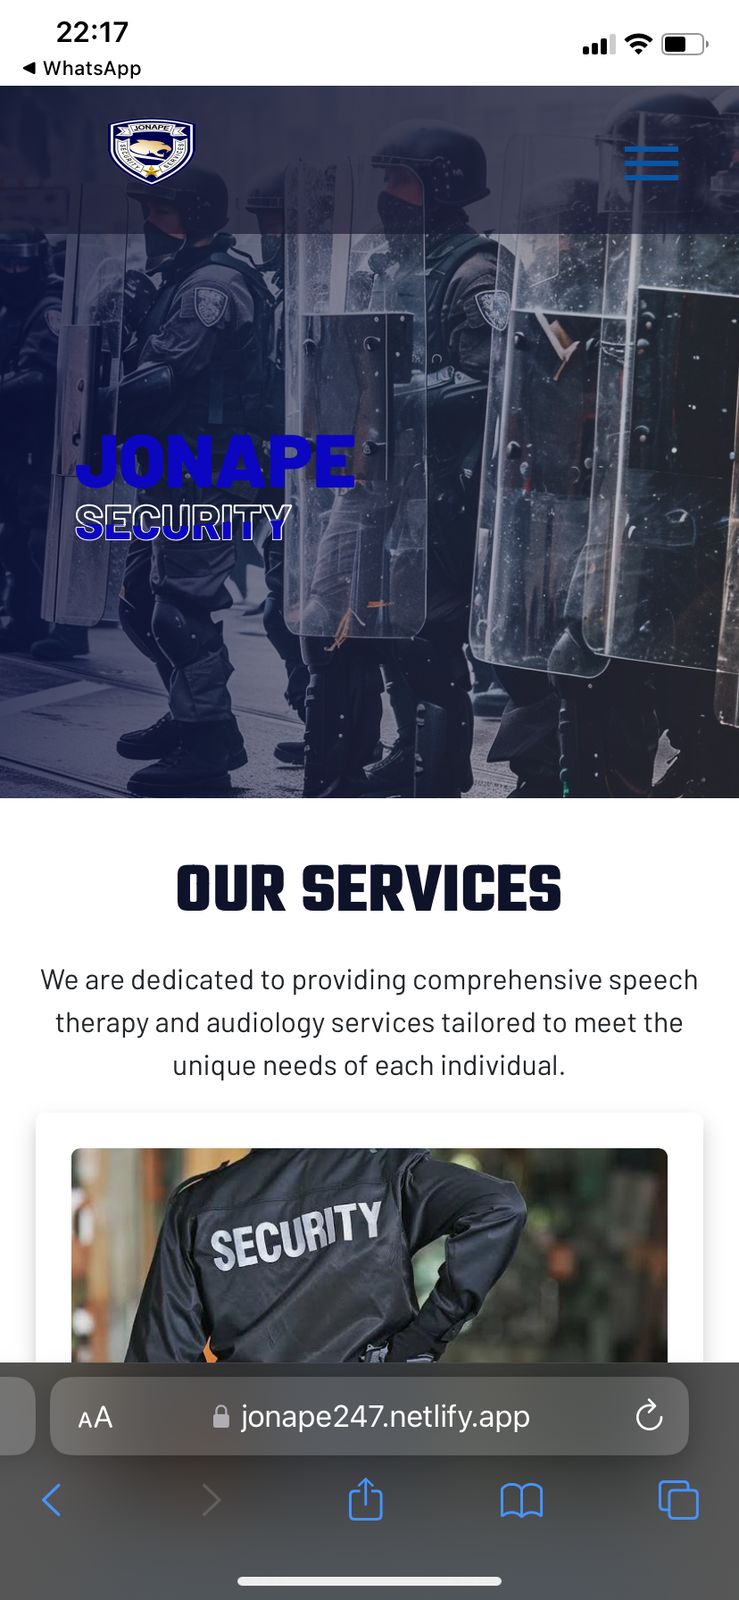 22:17
◀ WhatsApp
JONAPE
SECURITY SERVICES
JONAPE
SECURITY
OUR SERVICES
We are dedicated to providing comprehensive speech
therapy and audiology services tailored to meet the
unique needs of each individual.
SECURITY
AA
jonape247.netlify.app